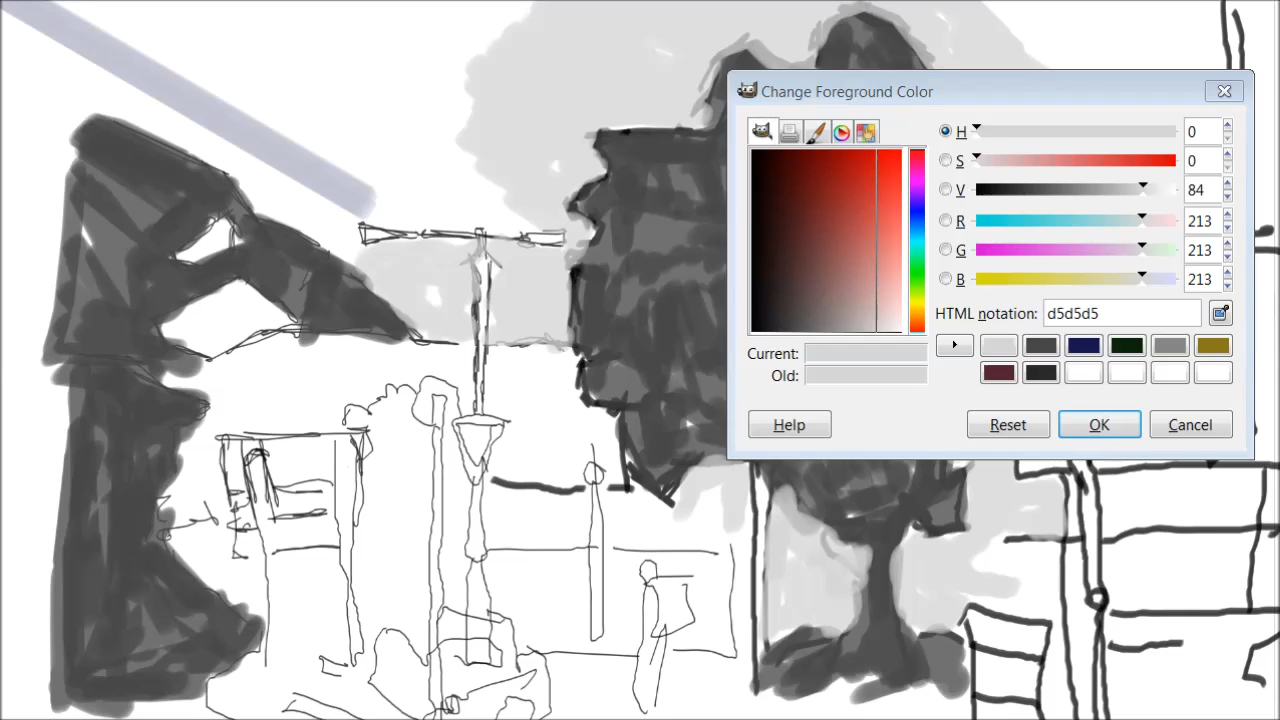 Change Foreground Color
H 0
S 0
V 84
R 213
G 213
B 213
HTML notation: d5d5d5
Current:
Old:
Help Reset OK Cancel